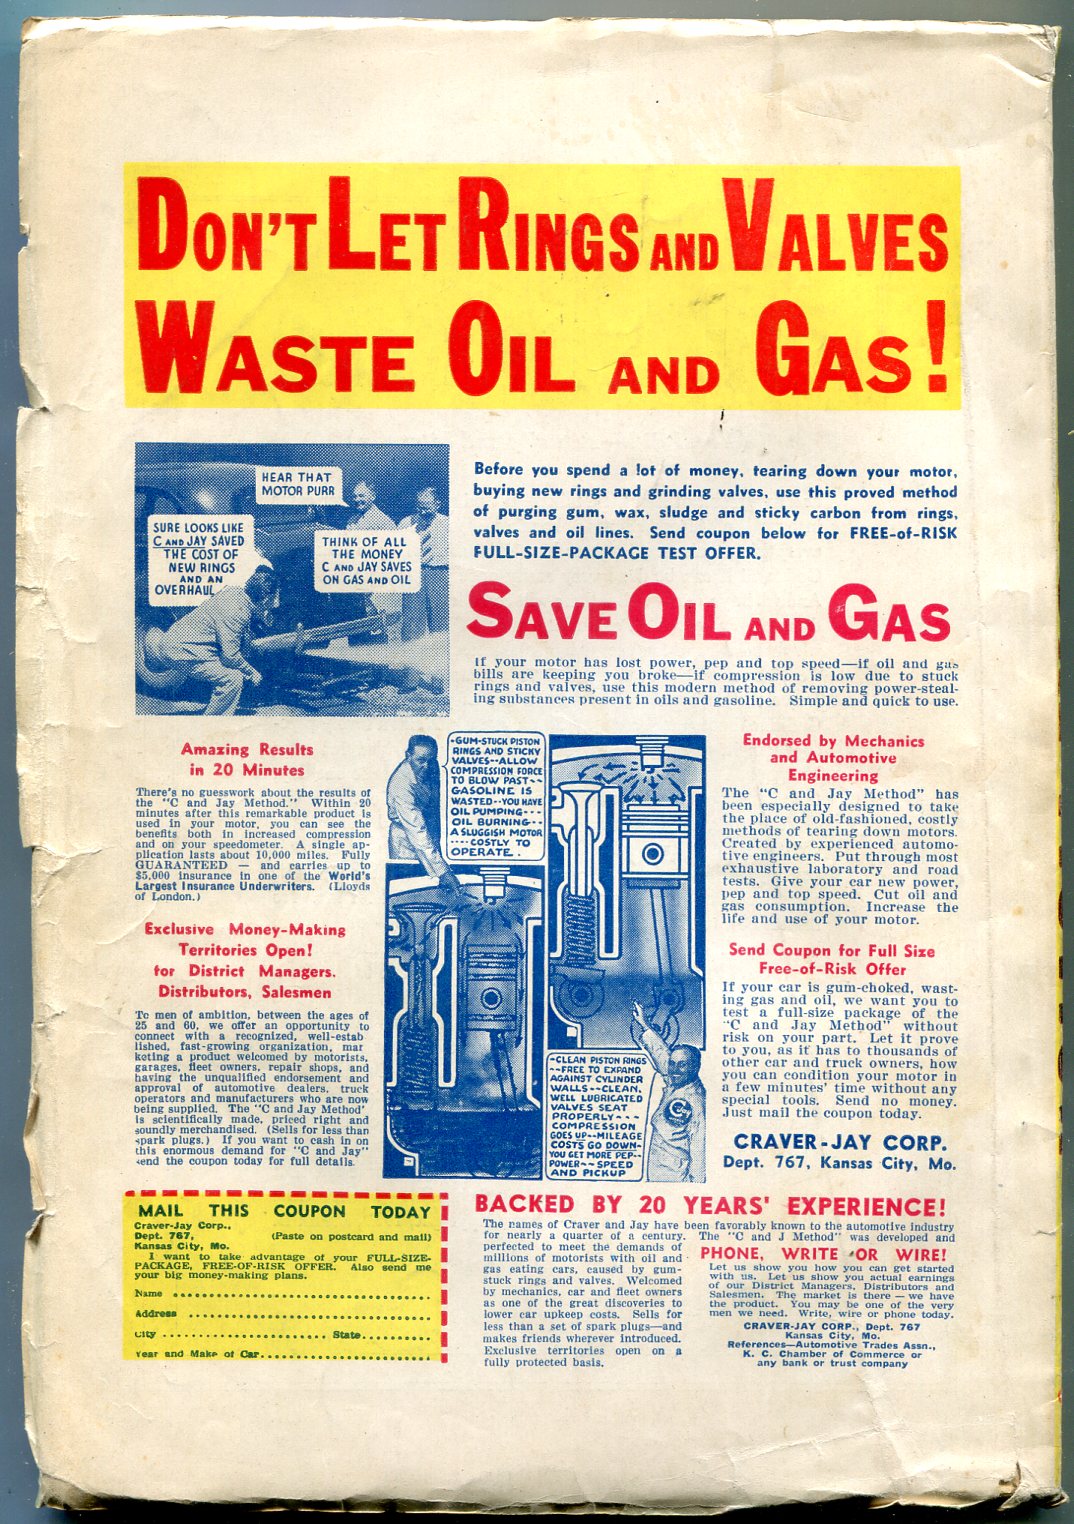 DON'T LET RINGS AND VALVES
WASTE OIL AND GAS!
HEAR THAT
MOTOR PURR
SURE LOOKS LIKE
C AND JAY SAVED
THE COST OF
NEW RINGS
AND AN
OVERHAUL
THINK OF ALL
THE MONEY
C AND JAY SAVES
ON GAS AND OIL
Before you spend a lot of money, tearing down your motor,
buying new rings and grinding valves, use this proved method
of purging gum, wax, sludge and sticky carbon from rings,
valves and oil lines. Send coupon below for FREE-of-RISK
FULL-SIZE-PACKAGE TEST OFFER.
SAVE OIL AND GAS
If your motor has lost power, pep and top speed—if oil and gas
bills are keeping you broke—if compression is low due to stuck
rings and valves, use this modern method of removing power-steal-
ing substances present in oils and gasoline. Simple and quick to use.
Amazing Results
in 20 Minutes
There's no guesswork about the results of
the "C and Jay Method." Within 20
minutes after this remarkable product is
used in your motor, you can see the
benefits both in increased compression
and on your speedometer. A single ap-
plication lasts about 10,000 miles. Fully
GUARANTEED — and carries up to
$5,000 insurance in one of the World's
Largest Insurance Underwriters. (Lloyds
of London.)
Exclusive Money-Making
Territories Open!
for District Managers.
Distributors, Salesmen
To men of ambition, between the ages of
25 and 60, we offer an opportunity to
connect with a recognized, well-estab
lished, fast-growing organization, mar
keting a product welcomed by motorists,
garages, fleet owners, repair shops, and
having the unqualified endorsement and
approval of automotive dealers, truck
operators and manufacturers who are now
being supplied. The "C and Jay Method'
is scientifically made, priced right and
soundly merchandised. (Sells for less than
spark plugs.) If you want to cash in on
this enormous demand for "C and Jay"
send the coupon today for full details.
-GUM-STUCK PISTON
RINGS AND STICKY
VALVES--ALLOW
COMPRESSION FORCE
TO BLOW PAST--
GASOLINE IS
WASTED--YOU HAVE
OIL PUMPING---
OIL BURNING---
A SLUGGISH MOTOR
----COSTLY TO
OPERATE.
-CLEAN PISTON RINGS
--FREE TO EXPAND
AGAINST CYLINDER
WALLS--CLEAN,
WELL LUBRICATED
VALVES SEAT
PROPERLY---
COMPRESSION
GOES UP--MILEAGE
COSTS GO DOWN-
YOU GET MORE PEP--
POWER--SPEED
AND PICKUP
Endorsed by Mechanics
and Automotive
Engineering
The "C and Jay Method" has
been especially designed to take
the place of old-fashioned, costly
methods of tearing down motors.
Created by experienced automo-
tive engineers. Put through most
exhaustive laboratory and road
tests. Give your car new power,
pep and top speed. Cut oil and
gas consumption. Increase the
life and use of your motor.
Send Coupon for Full Size
Free-of-Risk Offer
If your car is gum-choked, wast-
ing gas and oil, we want you to
test a full-size package of the
"C and Jay Method" without
risk on your part. Let it prove
to you, as it has to thousands of
other car and truck owners, how
you can condition your motor in
a few minutes' time without any
special tools. Send no money.
Just mail the coupon today.
CRAVER-JAY CORP.
Dept. 767, Kansas City, Mo.
MAIL THIS COUPON TODAY
Craver-Jay Corp.,
Dept. 767, (Paste on postcard and mail)
Kansas City, Mo.
I want to take advantage of your FULL-SIZE-
PACKAGE, FREE-OF-RISK OFFER. Also send me
your big money-making plans.
Name
Address
City State
Year and Make of Car
BACKED BY 20 YEARS' EXPERIENCE!
The names of Craver and Jay have been favorably known to the automotive industry
for nearly a quarter of a century. The "C and J Method" was developed and
perfected to meet the demands of
millions of motorists with oil and
gas eating cars, caused by gum-
stuck rings and valves. Welcomed
by mechanics, car and fleet owners
as one of the great discoveries to
lower car upkeep costs. Sells for
less than a set of spark plugs—and
makes friends wherever introduced.
Exclusive territories open on a
fully protected basis.
PHONE, WRITE OR WIRE!
Let us show you how you can get started
with us. Let us show you actual earnings
of our District Managers, Distributors and
Salesmen. The market is there — we have
the product. You may be one of the very
men we need. Write, wire or phone today.
CRAVER-JAY CORP., Dept. 767
Kansas City, Mo.
References—Automotive Trades Assn.,
K. C. Chamber of Commerce or
any bank or trust company